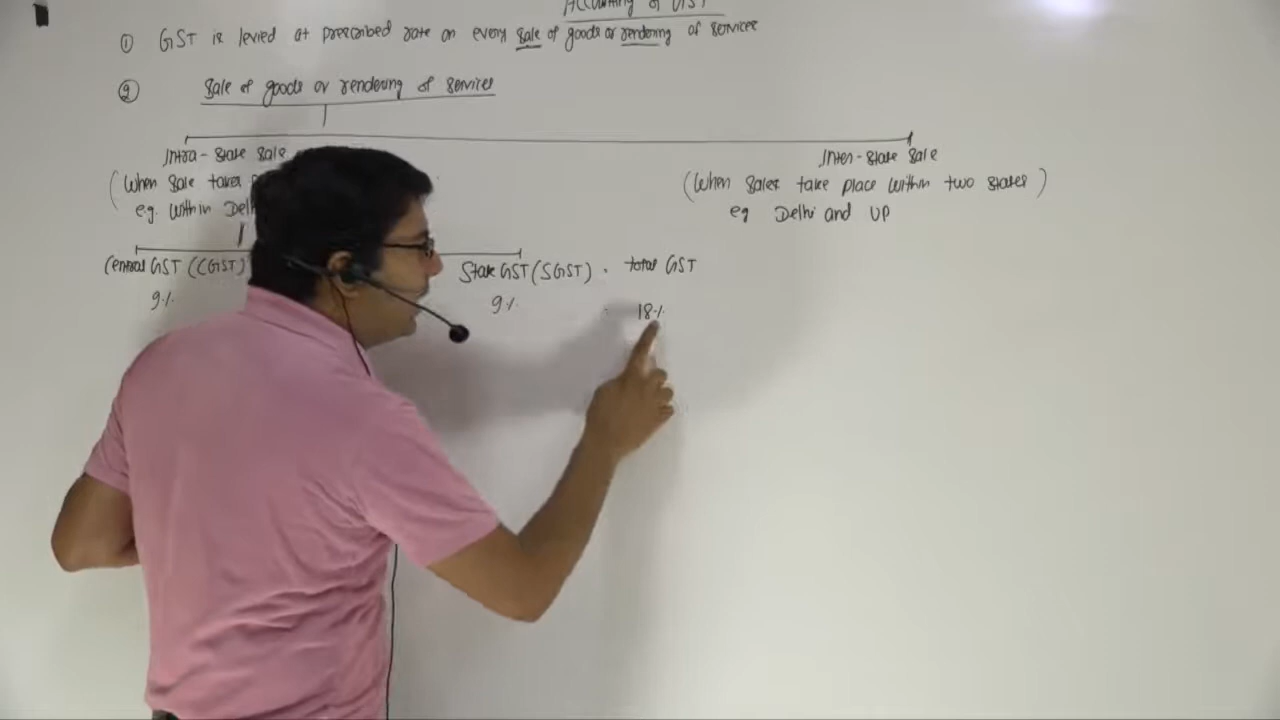 Accounting of GST
① GST is levied at prescribed rate on every sale of goods or rendering of services
② Sale of goods or rendering of services
Intra-State Sale
(When sale takes
eg. within Delh
Inter-State Sale
(When sales take place within two states)
eg Delhi and UP
Central GST (CGST)
9%
State GST (SGST)
9%
total GST
18%